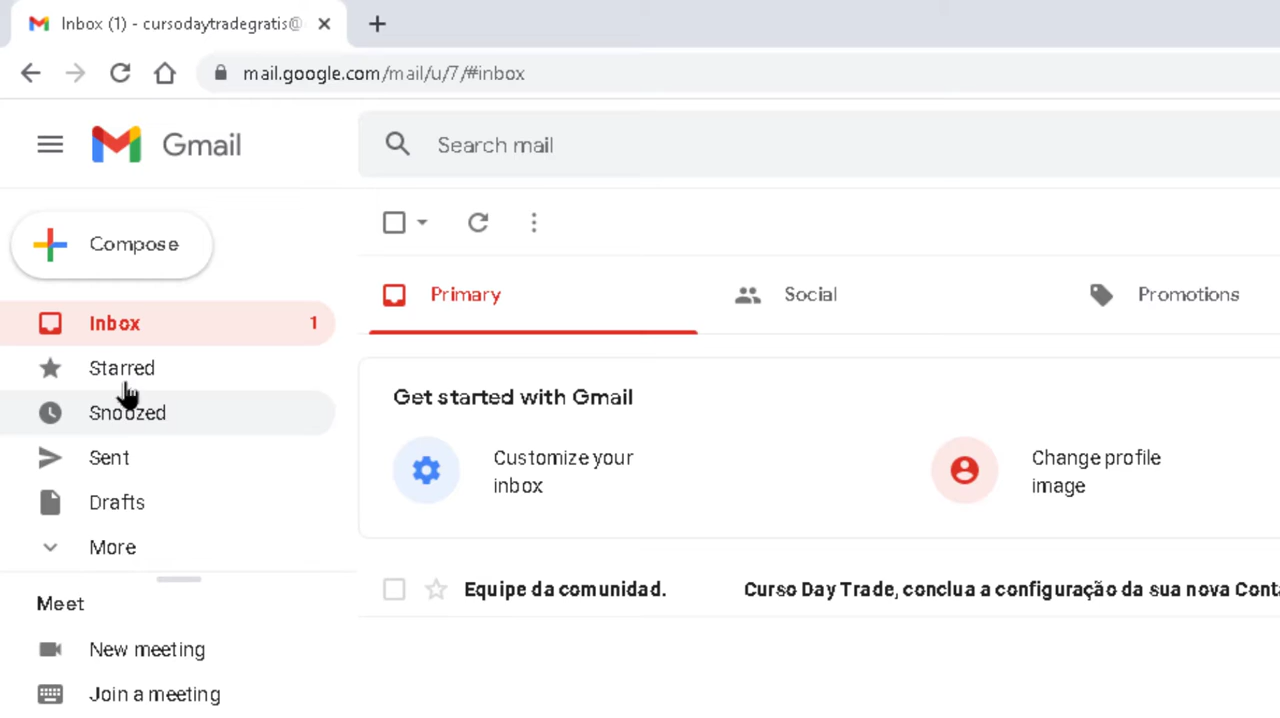 Inbox (1) - cursodaytradegratis@
mail.google.com/mail/u/7/#inbox
Gmail
Search mail
Compose
Primary
Social
Promotions
Inbox 1
Starred
Snoozed
Sent
Drafts
More
Get started with Gmail
Customize your
inbox
Change profile
image
Equipe da comunidad. Curso Day Trade, conclua a configuração da sua nova Conta
Meet
New meeting
Join a meeting